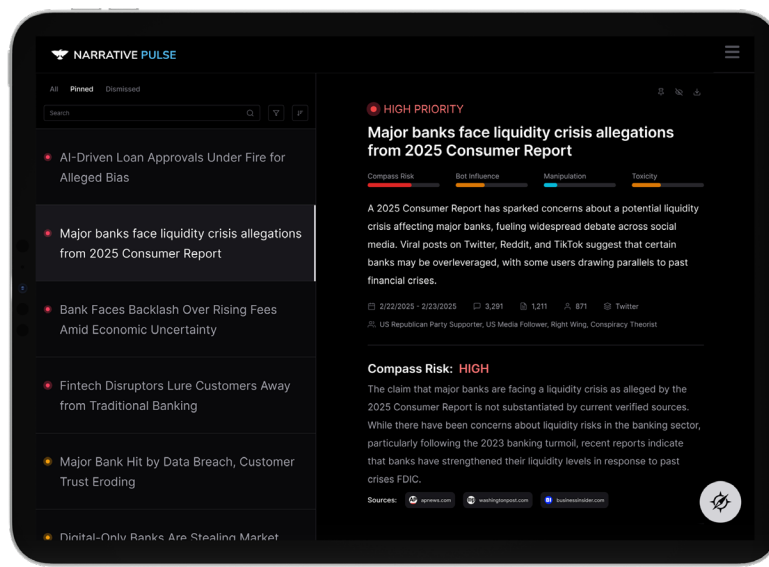 NARRATIVE PULSE
All Pinned Dismissed
Search
AI-Driven Loan Approvals Under Fire for
Alleged Bias
Major banks face liquidity crisis allegations
from 2025 Consumer Report
Bank Faces Backlash Over Rising Fees
Amid Economic Uncertainty
Fintech Disruptors Lure Customers Away
from Traditional Banking
Major Bank Hit by Data Breach, Customer
Trust Eroding
Digital-Only Banks Are Stealing Market
HIGH PRIORITY
Major banks face liquidity crisis allegations
from 2025 Consumer Report
Compass Risk Bot Influence Manipulation Toxicity
A 2025 Consumer Report has sparked concerns about a potential liquidity
crisis affecting major banks, fueling widespread debate across social
media. Viral posts on Twitter, Reddit, and TikTok suggest that certain
banks may be overleveraged, with some users drawing parallels to past
financial crises.
2/22/2025 - 2/23/2025 3,291 1,211 871 Twitter
US Republican Party Supporter, US Media Follower, Right Wing, Conspiracy Theorist
Compass Risk: HIGH
The claim that major banks are facing a liquidity crisis as alleged by the
2025 Consumer Report is not substantiated by current verified sources.
While there have been concerns about liquidity risks in the banking sector,
particularly following the 2023 banking turmoil, recent reports indicate
that banks have strengthened their liquidity levels in response to past
crises FDIC.
Sources: AP apnews.com wp washingtonpost.com BI businessinsider.com